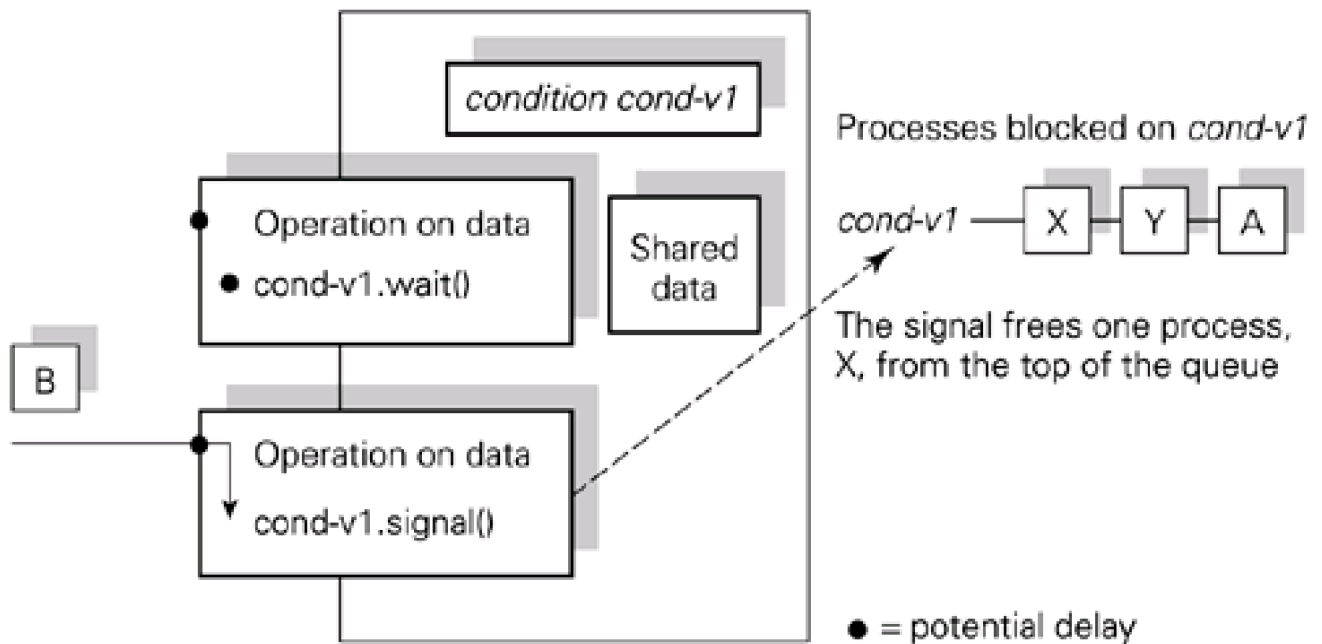 condition cond-v1
Processes blocked on cond-v1
Operation on data
cond-v1.wait()
Shared
data
cond-v1
X
Y
A
The signal frees one process,
X, from the top of the queue
B
Operation on data
cond-v1.signal()
● = potential delay